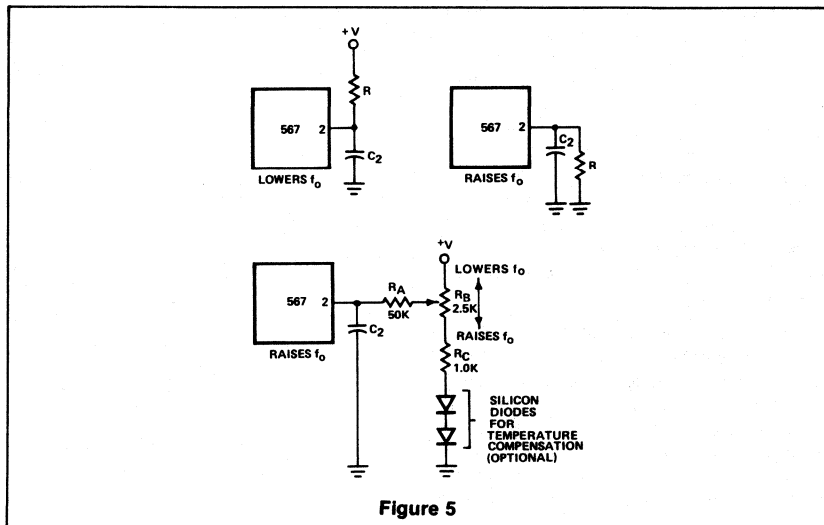 +V
R
567 2
C2
LOWERS fo
567 2
C2
R
RAISES fo
+V
LOWERS fo
567 2
RA
50K
RB
2.5K
C2
RAISES fo
RAISES fo
RC
1.0K
SILICON
DIODES
FOR
TEMPERATURE
COMPENSATION
(OPTIONAL)
Figure 5